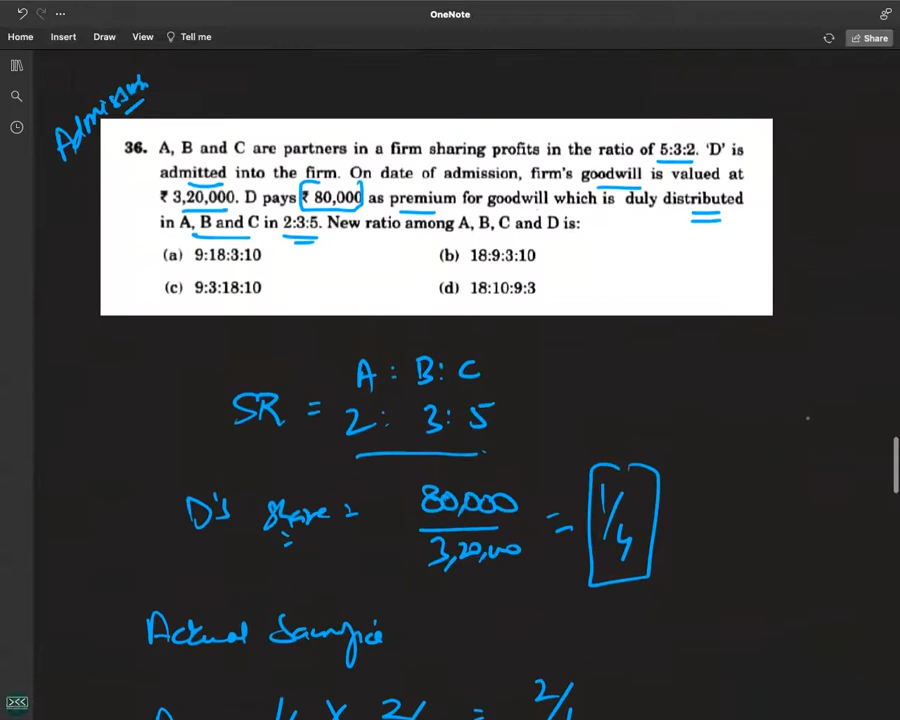 OneNote
Home Insert Draw View Tell me Share
Admission
36. A, B and C are partners in a firm sharing profits in the ratio of 5:3:2. 'D' is
admitted into the firm. On date of admission, firm's goodwill is valued at
₹ 3,20,000. D pays ₹ 80,000 as premium for goodwill which is duly distributed
in A, B and C in 2:3:5. New ratio among A, B, C and D is:
(a) 9:18:3:10 (b) 18:9:3:10
(c) 9:3:18:10 (d) 18:10:9:3
A : B : C
SR = 2 : 3 : 5
D's share = 80,000 / 3,20,000 = 1/4
Actual
1/4 X 2/ = 2/